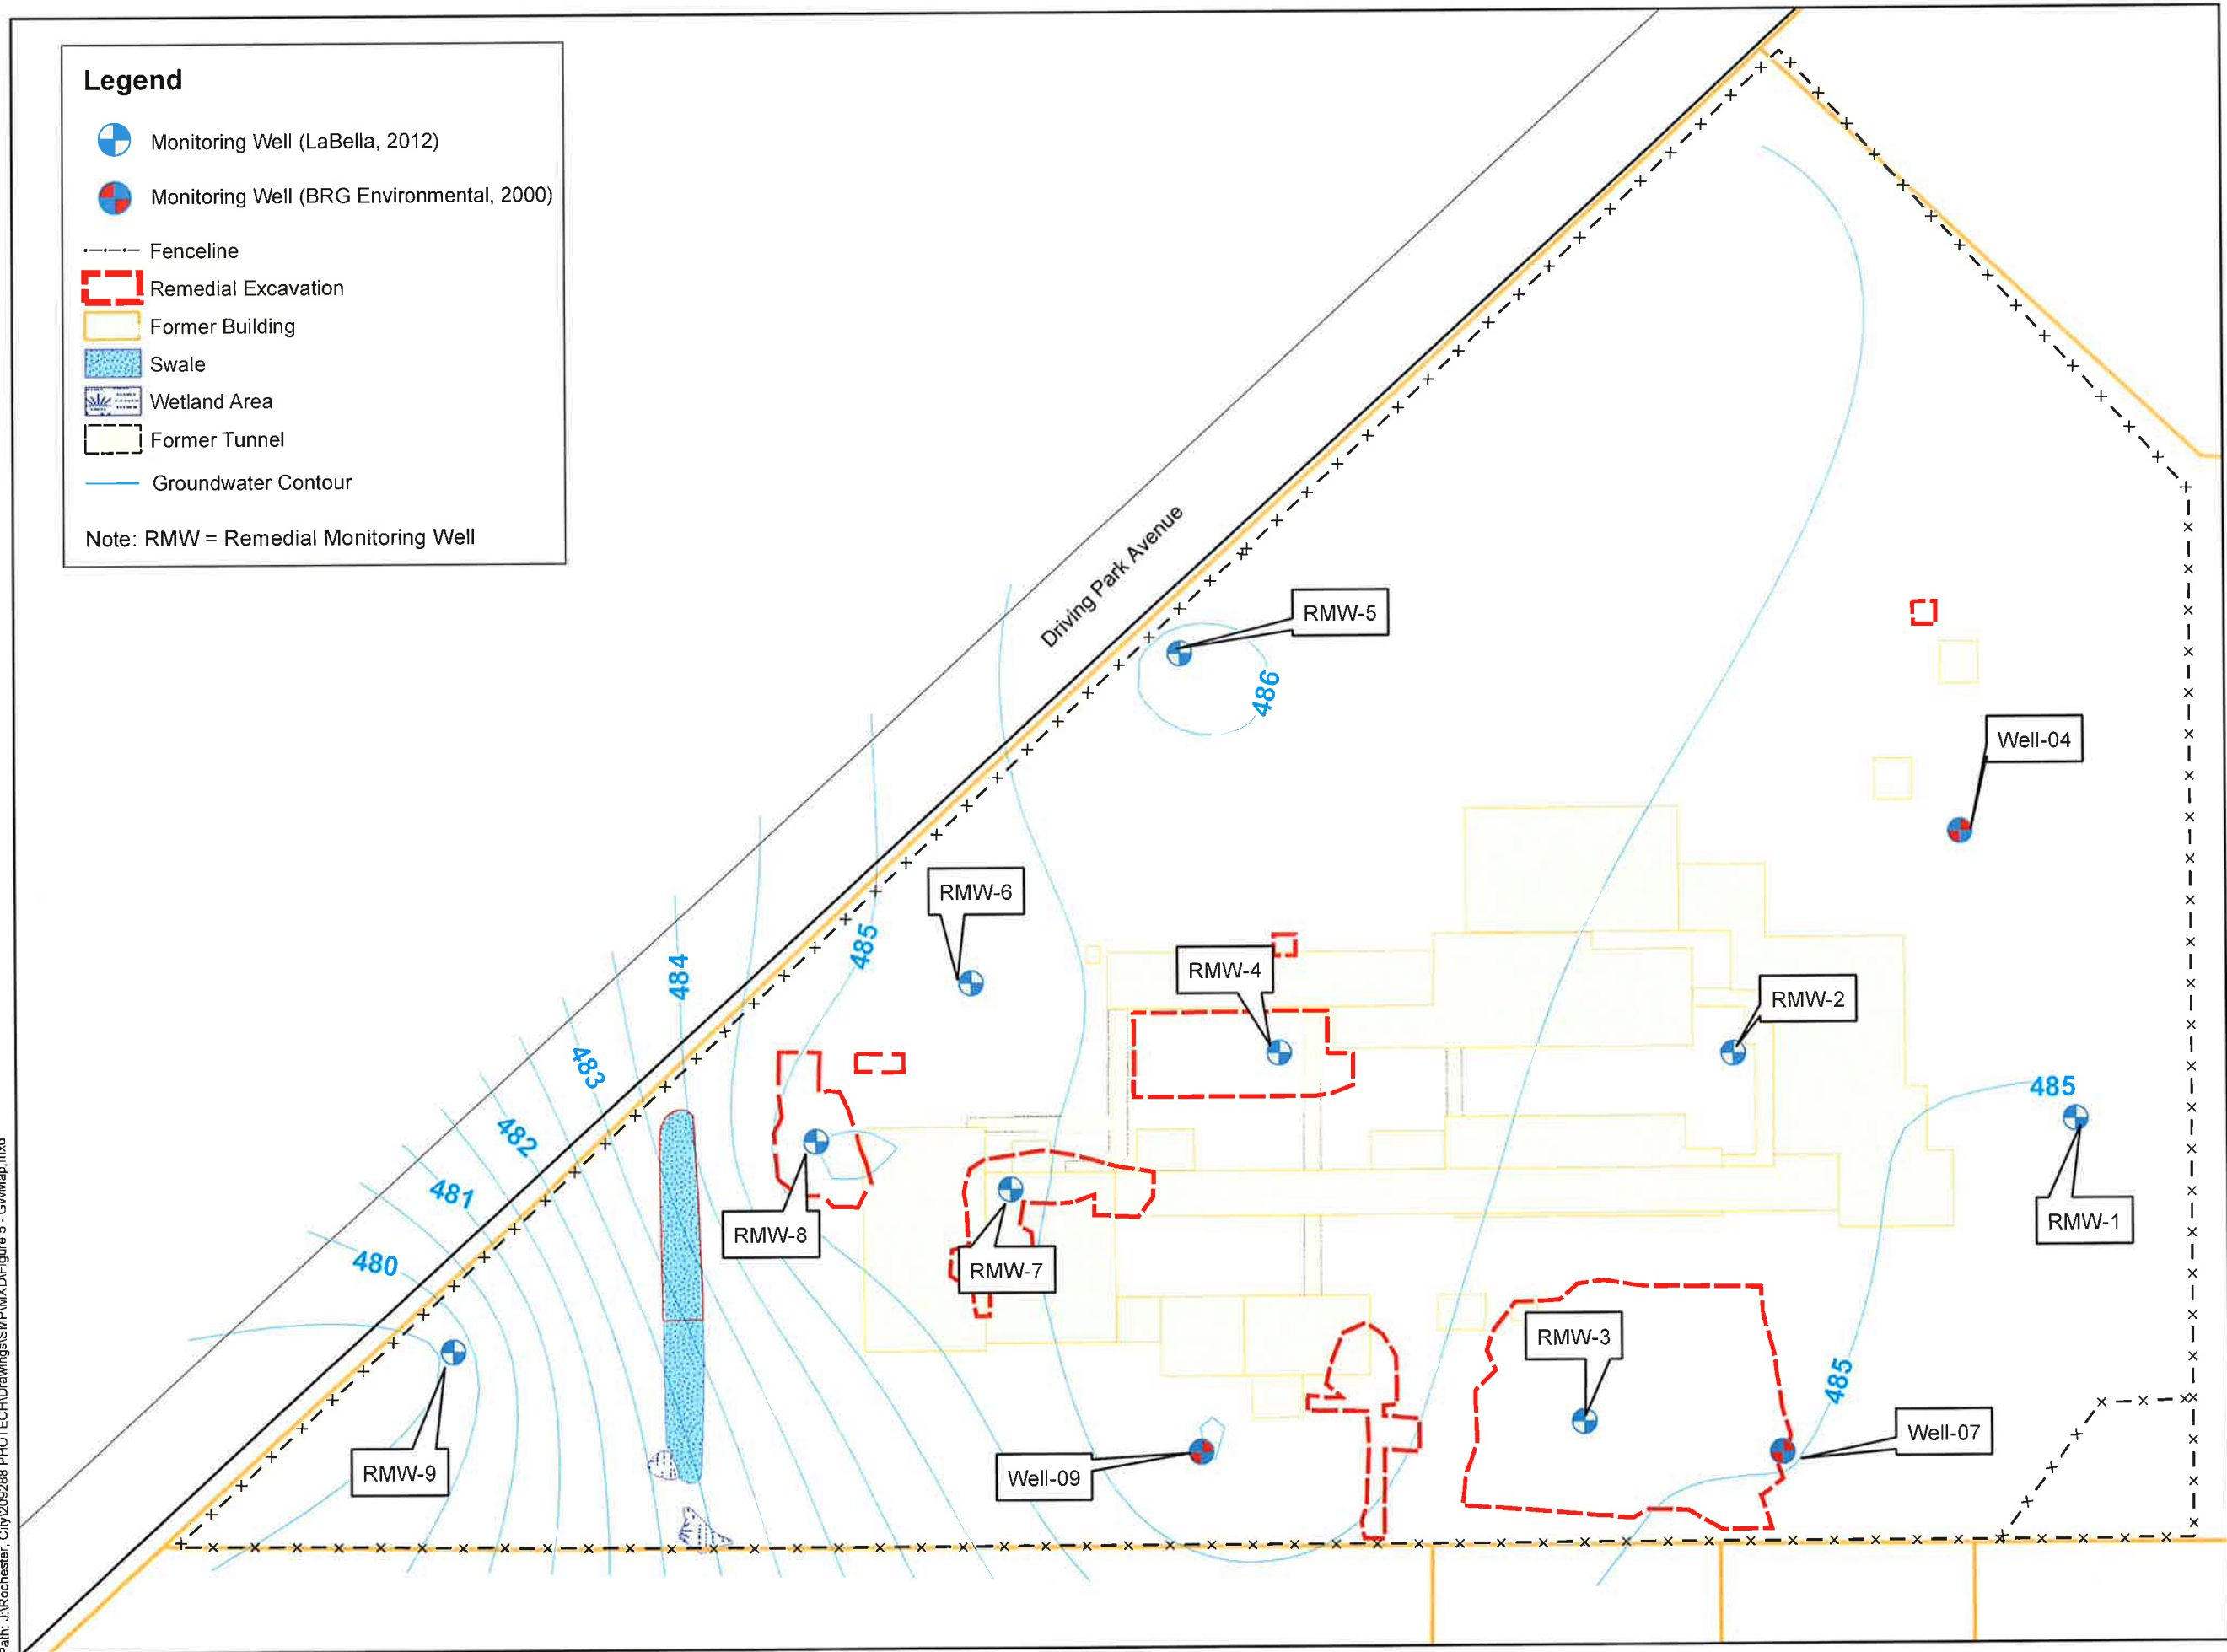 Legend
Monitoring Well (LaBella, 2012)
Monitoring Well (BRG Environmental, 2000)
Fenceline
Remedial Excavation
Former Building
Swale
Wetland Area
Former Tunnel
Groundwater Contour
Note: RMW = Remedial Monitoring Well
Driving Park Avenue
RMW-5
486
Well-04
RMW-6
485
484
RMW-4
RMW-2
483
485
482
481
RMW-8
RMW-1
480
RMW-7
RMW-3
485
RMW-9
Well-09
Well-07